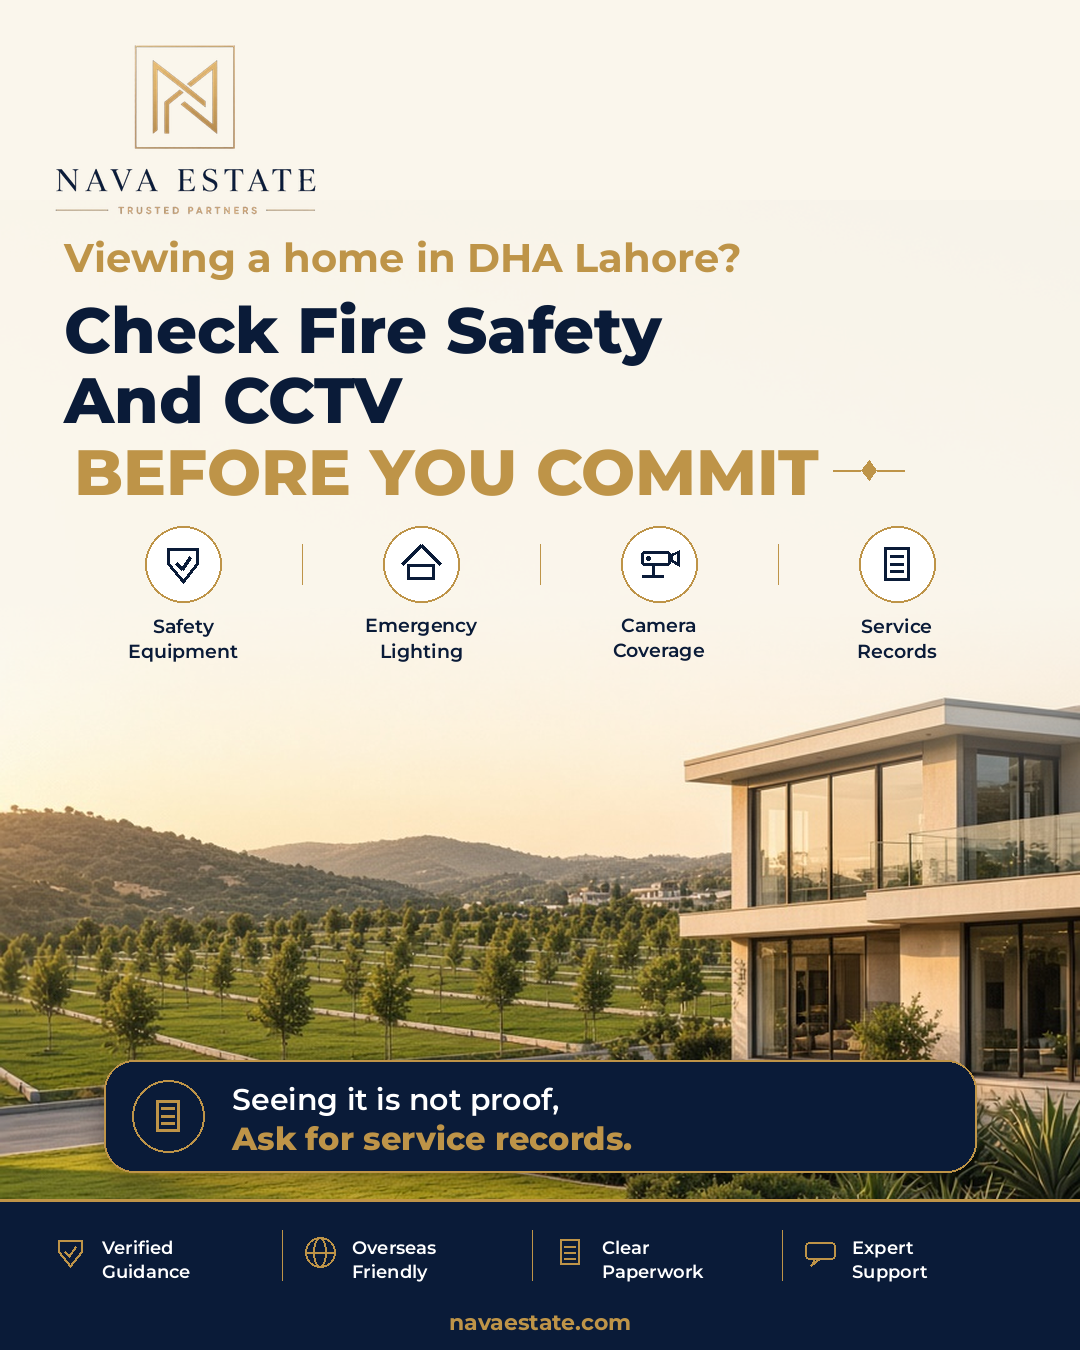 NAVA ESTATE
TRUSTED PARTNERS
Viewing a home in DHA Lahore?
Check Fire Safety
And CCTV
BEFORE YOU COMMIT
Safety
Equipment
Emergency
Lighting
Camera
Coverage
Service
Records
Seeing it is not proof,
Ask for service records.
Verified
Guidance
Overseas
Friendly
Clear
Paperwork
Expert
Support
navaestate.com